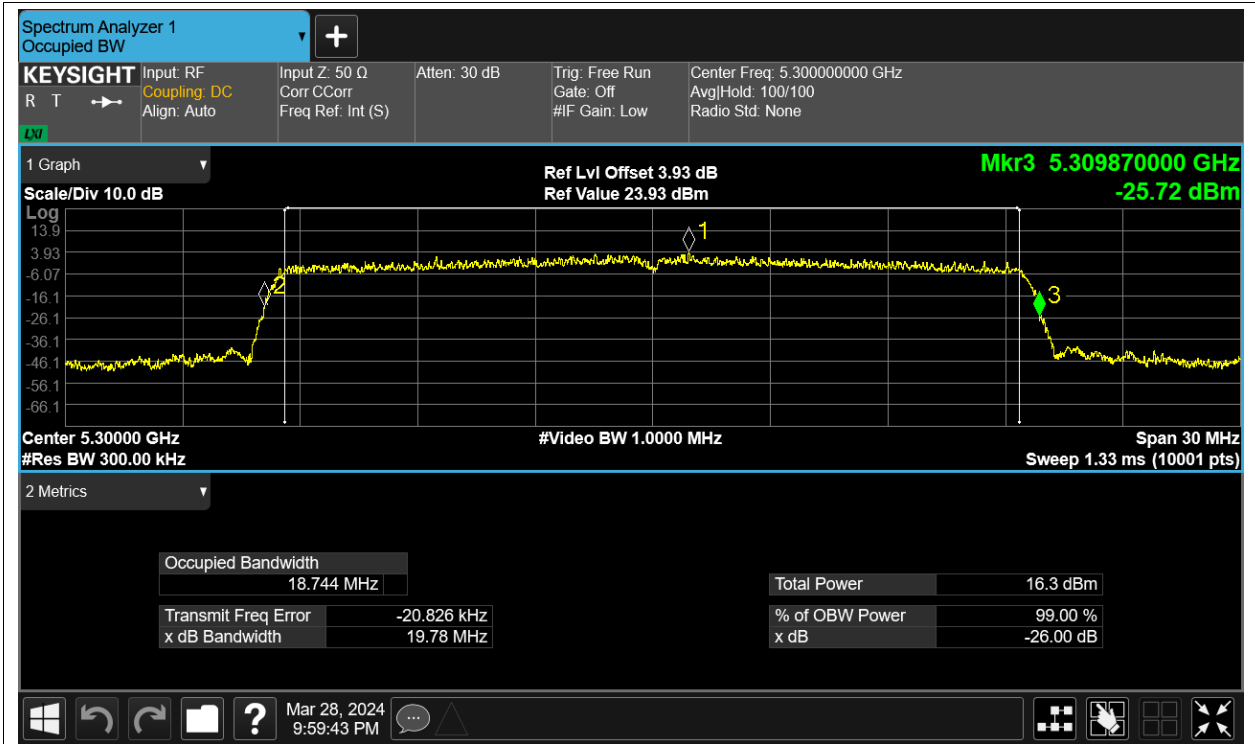 Spectrum Analyzer 1
Occupied BW
KEYSIGHT
R T
LXI
Input: RF
Coupling: DC
Align: Auto
Input Z: 50 Ω
Corr CCorr
Freq Ref: Int (S)
Atten: 30 dB
Trig: Free Run
Gate: Off
#IF Gain: Low
Center Freq: 5.300000000 GHz
Avg|Hold: 100/100
Radio Std: None
1 Graph
Scale/Div 10.0 dB
Ref Lvl Offset 3.93 dB
Ref Value 23.93 dBm
Mkr3 5.309870000 GHz
-25.72 dBm
Log
13.9
3.93
-6.07
-16.1
-26.1
-36.1
-46.1
-56.1
-66.1
1
2
3
Center 5.30000 GHz
#Video BW 1.0000 MHz
Span 30 MHz
#Res BW 300.00 kHz
Sweep 1.33 ms (10001 pts)
2 Metrics
Occupied Bandwidth
18.744 MHz
Transmit Freq Error -20.826 kHz
x dB Bandwidth 19.78 MHz
Total Power 16.3 dBm
% of OBW Power 99.00 %
x dB -26.00 dB
?
Mar 28, 2024
9:59:43 PM